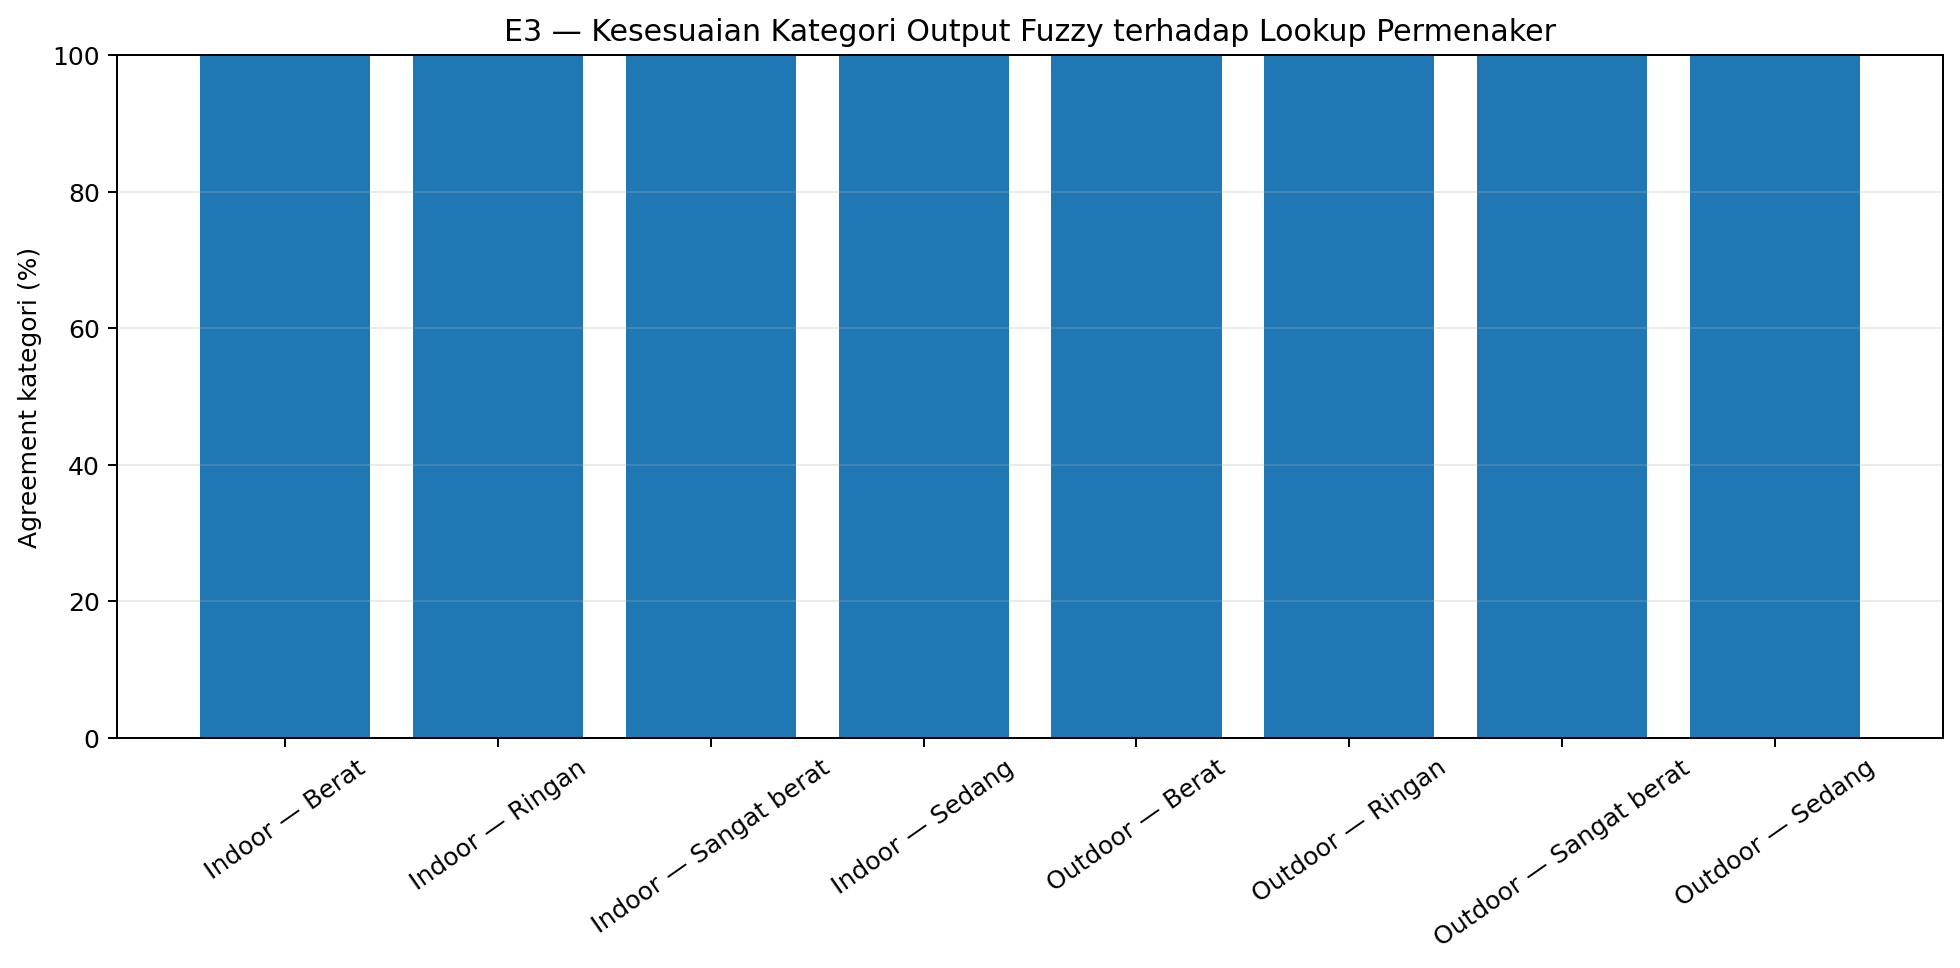 E3 — Kesesuaian Kategori Output Fuzzy terhadap Lookup Permenaker
Agreement kategori (%)
100
80
60
40
20
0
Indoor — Berat
Indoor — Ringan
Indoor — Sangat berat
Indoor — Sedang
Outdoor — Berat
Outdoor — Ringan
Outdoor — Sangat berat
Outdoor — Sedang